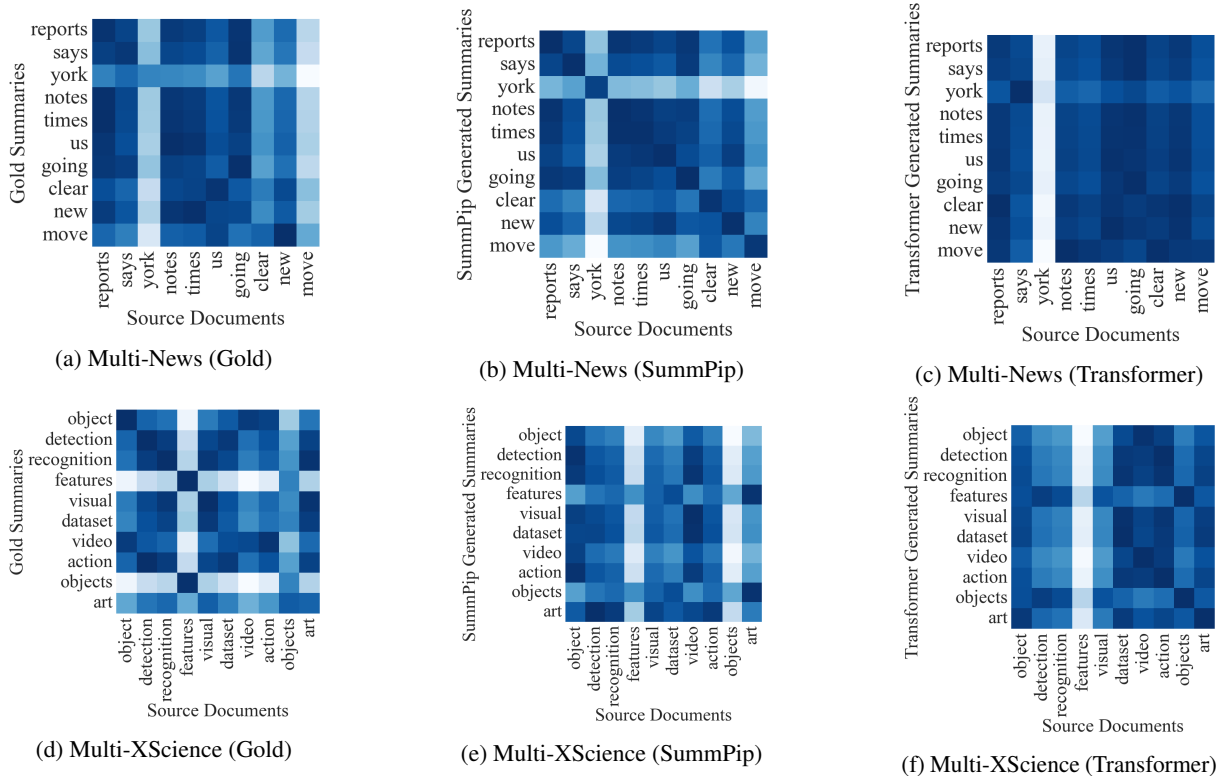 Gold Summaries
reports
says
york
notes
times
us
going
clear
new
move
reports
says
york
notes
times
us
going
clear
new
move
Source Documents
(a) Multi-News (Gold)
SummPip Generated Summaries
reports
says
york
notes
times
us
going
clear
new
move
reports
says
york
notes
times
us
going
clear
new
move
Source Documents
(b) Multi-News (SummPip)
Transformer Generated Summaries
reports
says
york
notes
times
us
going
clear
new
move
reports
says
york
notes
times
us
going
clear
new
move
Source Documents
(c) Multi-News (Transformer)
Gold Summaries
object
detection
recognition
features
visual
dataset
video
action
objects
art
object
detection
recognition
features
visual
dataset
video
action
objects
art
Source Documents
(d) Multi-XScience (Gold)
SummPip Generated Summaries
object
detection
recognition
features
visual
dataset
video
action
objects
art
object
detection
recognition
features
visual
dataset
video
action
objects
art
Source Documents
(e) Multi-XScience (SummPip)
Transformer Generated Summaries
object
detection
recognition
features
visual
dataset
video
action
objects
art
object
detection
recognition
features
visual
dataset
video
action
objects
art
Source Documents
(f) Multi-XScience (Transformer)